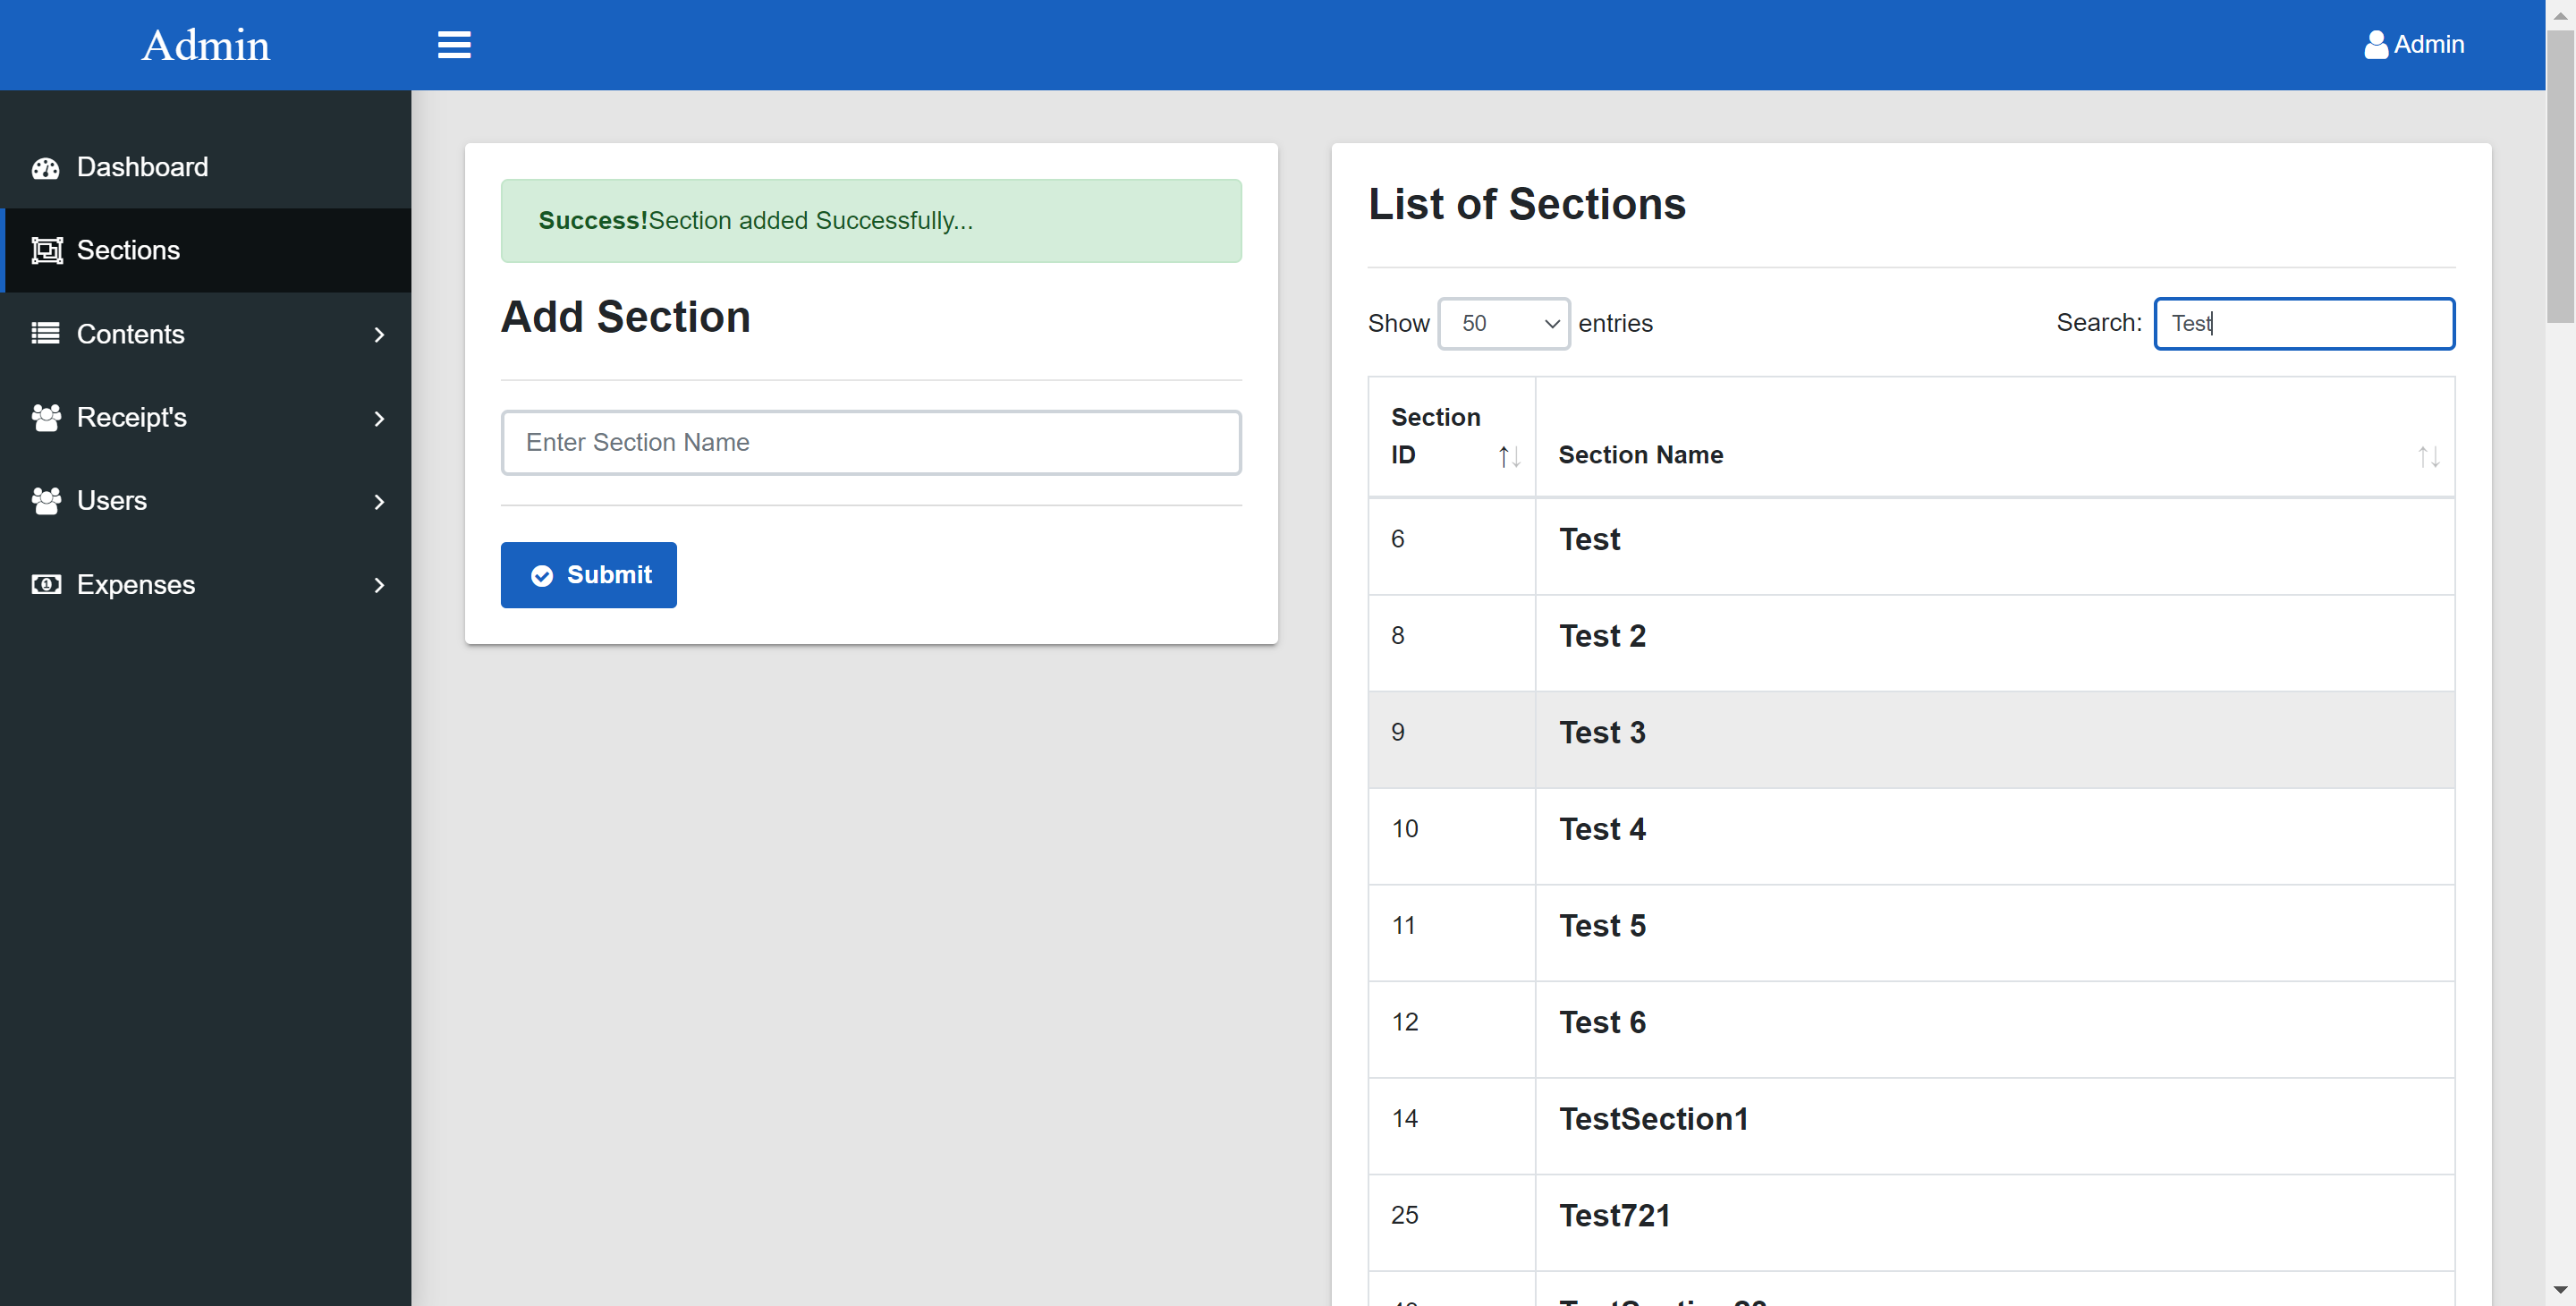 Admin
Admin
Dashboard
Sections
Contents
Receipt's
Users
Expenses
Success!Section added Successfully...
Add Section
Enter Section Name
Submit
List of Sections
Show 50 entries
Search: Test
Section ID
Section Name
6 Test
8 Test 2
9 Test 3
10 Test 4
11 Test 5
12 Test 6
14 TestSection1
25 Test721